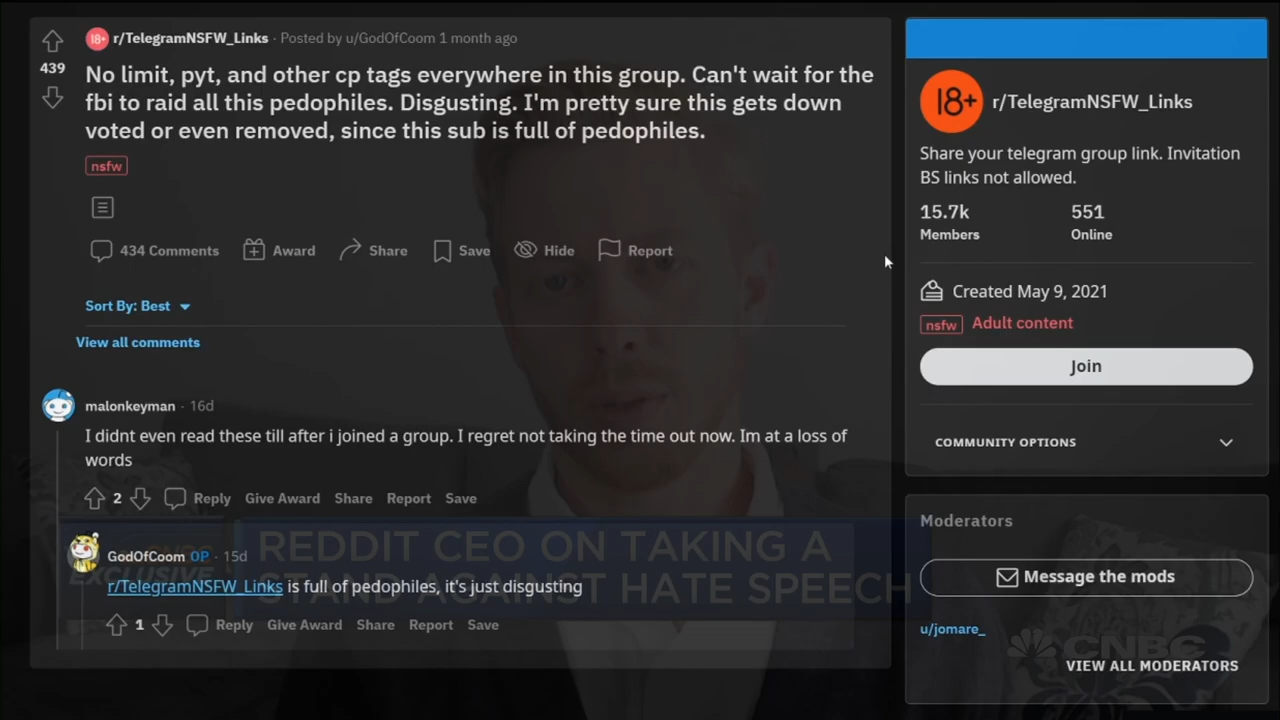 18+ r/TelegramNSFW_Links · Posted by u/GodOfCoom 1 month ago
439
No limit, pyt, and other cp tags everywhere in this group. Can't wait for the
fbi to raid all this pedophiles. Disgusting. I'm pretty sure this gets down
voted or even removed, since this sub is full of pedophiles.
nsfw
434 Comments Award Share Save Hide Report
Sort By: Best
View all comments
malonkeyman · 16d
I didnt even read these till after i joined a group. I regret not taking the time out now. Im at a loss of
words
2 Reply Give Award Share Report Save
GodOfCoom OP · 15d
r/TelegramNSFW_Links is full of pedophiles, it's just disgusting
1 Reply Give Award Share Report Save
EXCLUSIVE
REDDIT CEO ON TAKING A
STAND AGAINST HATE SPEECH
18+ r/TelegramNSFW_Links
Share your telegram group link. Invitation
BS links not allowed.
15.7k 551
Members Online
Created May 9, 2021
nsfw Adult content
Join
COMMUNITY OPTIONS
Moderators
Message the mods
u/jomare_
CNBC
VIEW ALL MODERATORS